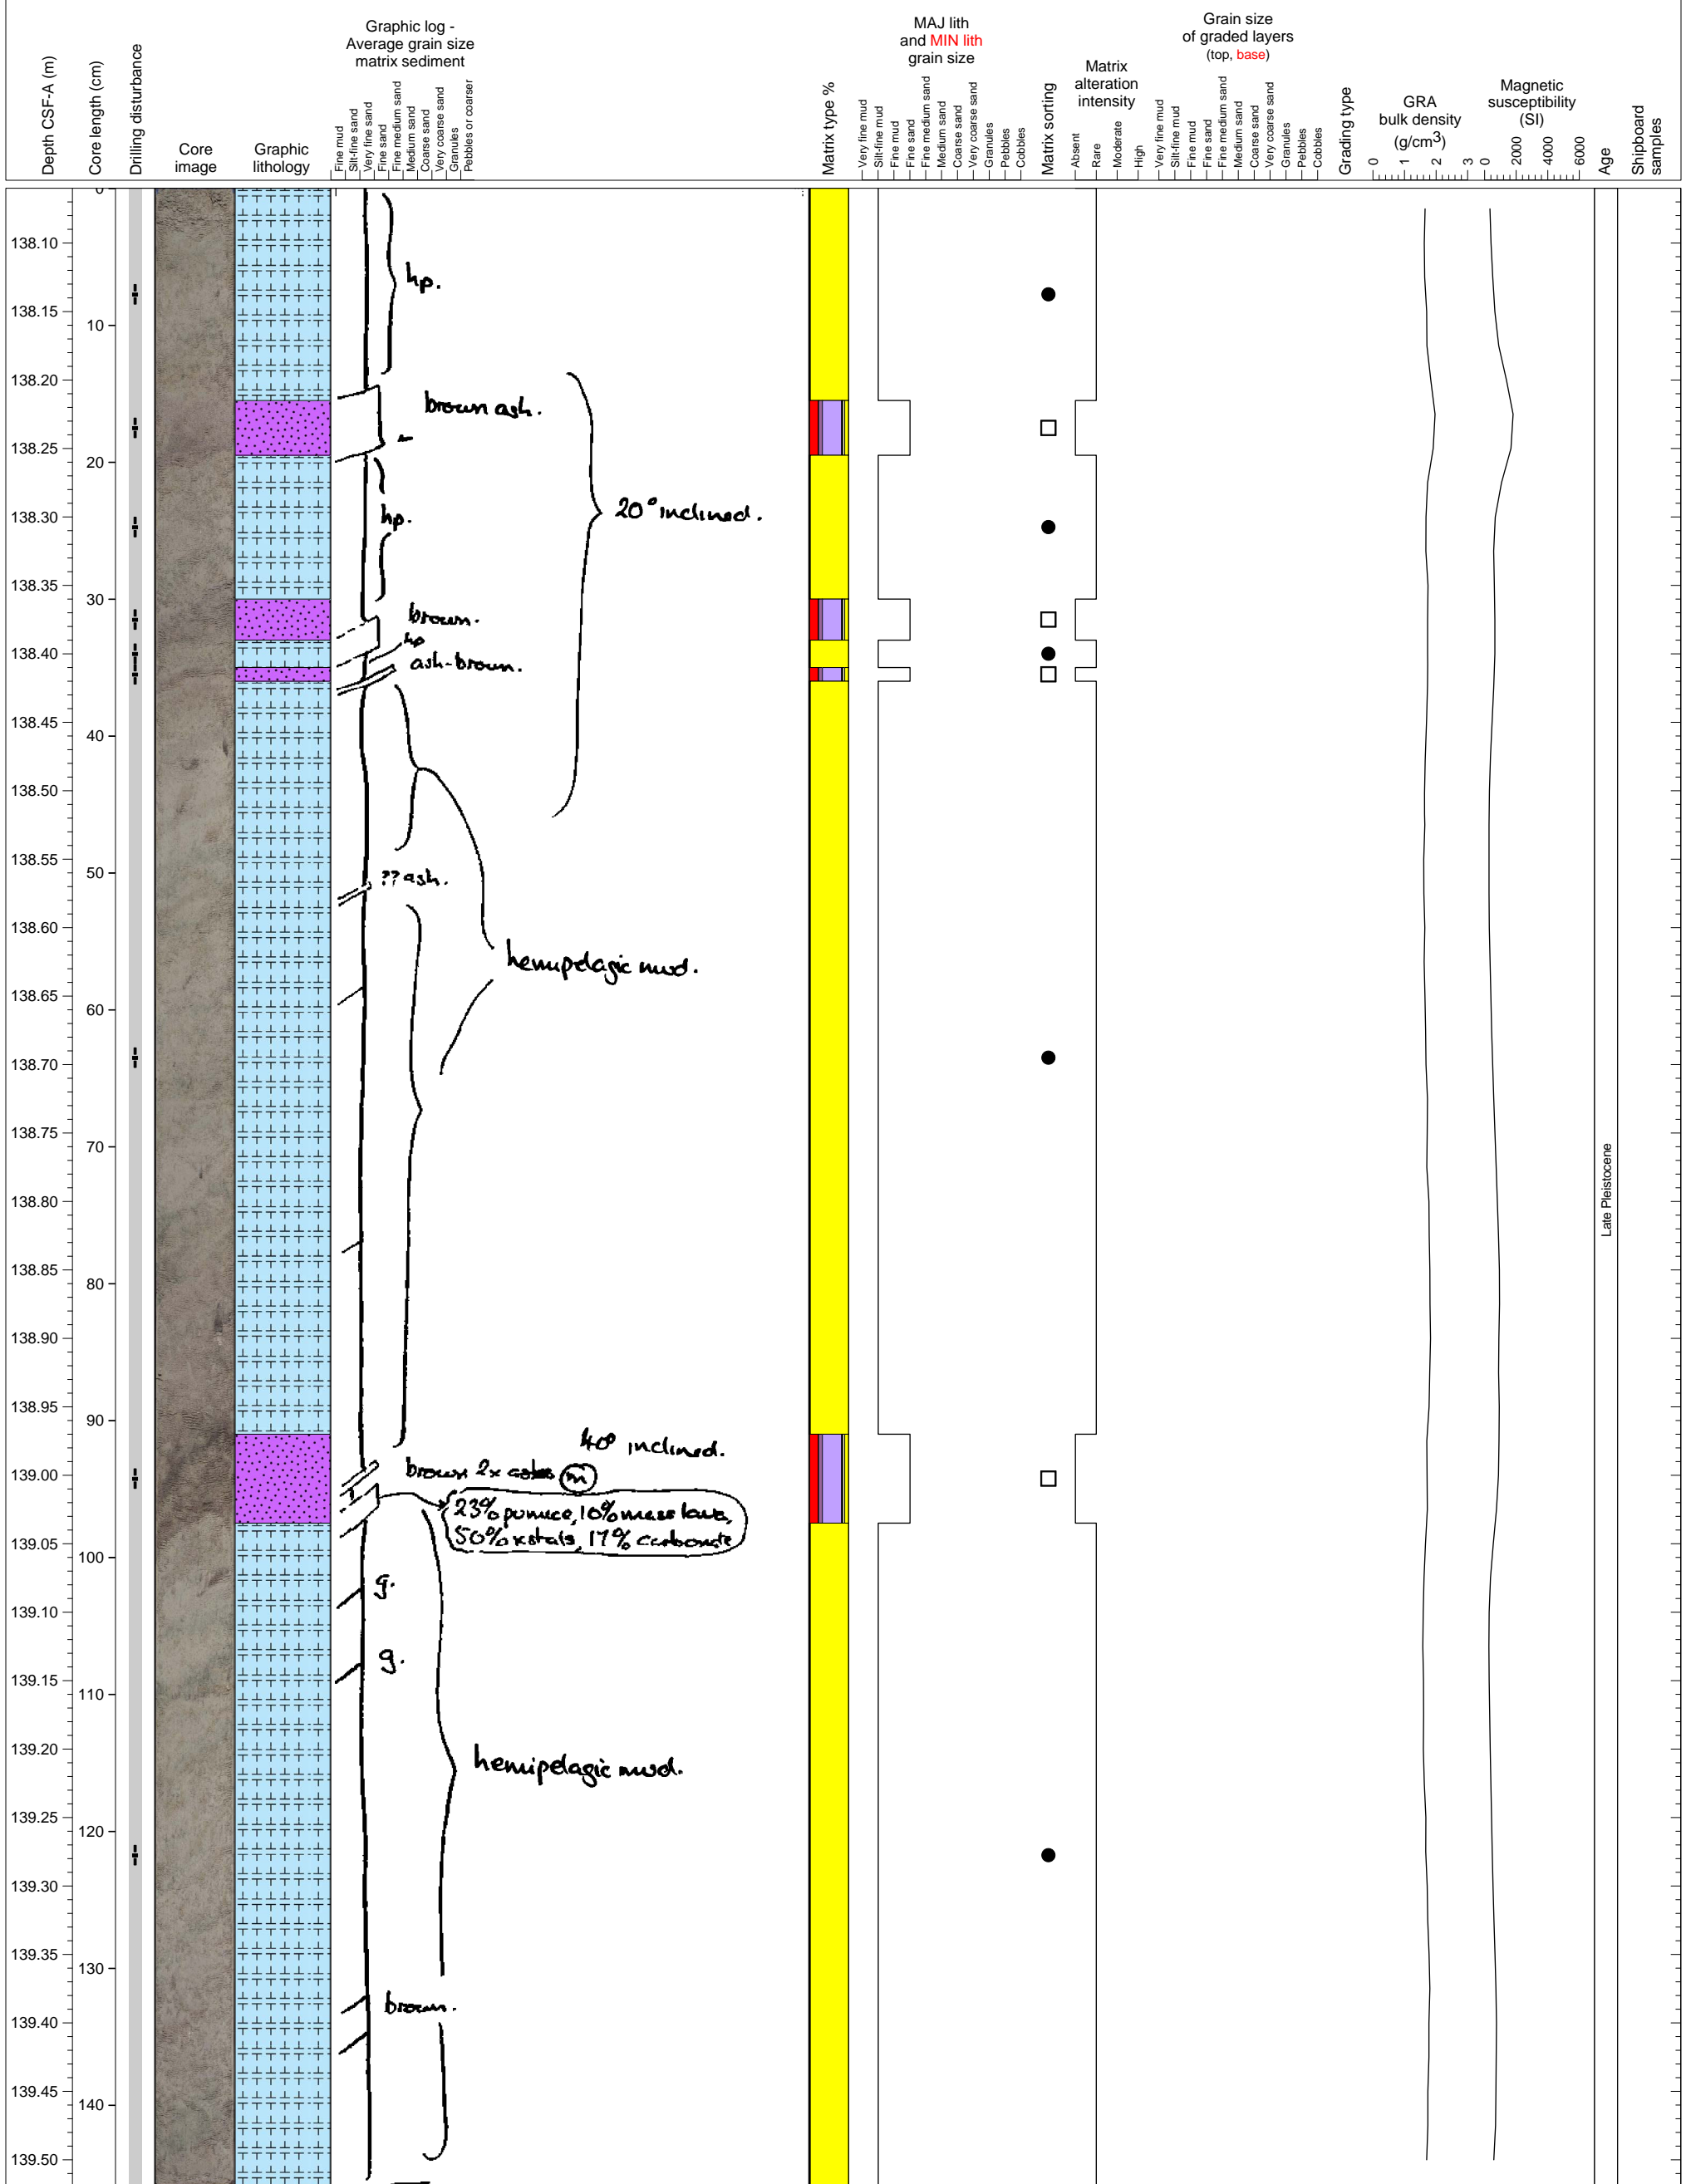 Depth CSF-A (m)
Core length (cm)
Drilling disturbance
Core
image
Graphic
lithology
Graphic log -
Average grain size
matrix sediment
Fine mud
Silt-fine sand
Very fine sand
Fine sand
Fine medium sand
Medium sand
Coarse sand
Very coarse sand
Granules
Pebbles or coarser
Matrix type %
MAJ lith
and MIN lith
grain size
Very fine mud
Silt-fine mud
Fine mud
Fine sand
Fine medium sand
Medium sand
Coarse sand
Very coarse sand
Granules
Pebbles
Cobbles
Matrix sorting
Matrix
alteration
intensity
Absent
Rare
Moderate
High
Grain size
of graded layers
(top, base)
Very fine mud
Silt-fine mud
Fine mud
Fine sand
Fine medium sand
Medium sand
Coarse sand
Very coarse sand
Granules
Pebbles
Cobbles
Grading type
GRA
bulk density
(g/cm3)
0 1 2 3
Magnetic
susceptibility
(SI)
0 2000 4000 6000
Age
Shipboard
samples
0
138.10
hp.
138.15
10
138.20
brown ash.
138.25
20
138.30
hp.
20° inclined.
138.35
30
brown.
hp
138.40
ash-brown.
138.45
40
138.50
138.55
50
?? ash.
138.60
hemipelagic mud.
138.65
60
138.70
138.75
70
Late Pleistocene
138.80
138.85
80
138.90
138.95
90
40° inclined.
139.00
brown 2x ashes m
23% pumice, 10% mass lava,
50% xstals, 17% carbonate
139.05
100
g.
139.10
g.
139.15
110
139.20
hemipelagic mud.
139.25
120
139.30
139.35
130
brown.
139.40
139.45
140
139.50